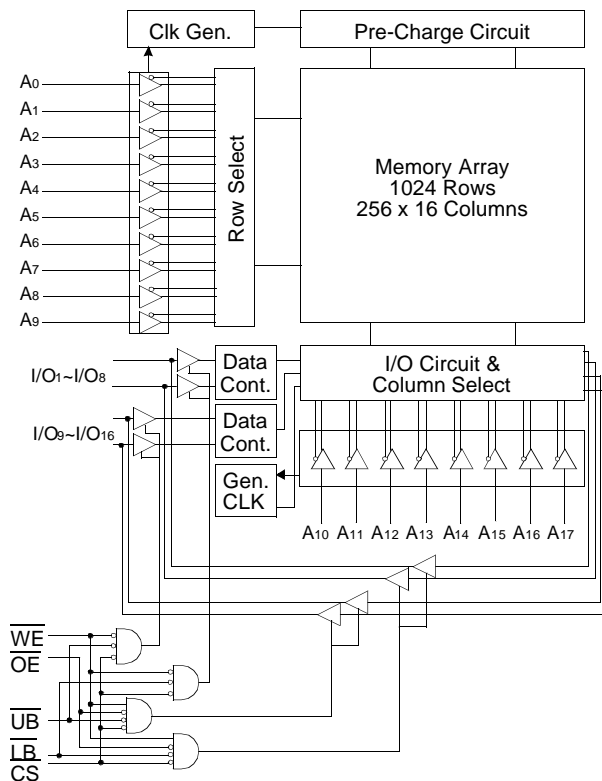 Clk Gen.
Pre-Charge Circuit
A0
A1
A2
A3
A4
A5
A6
A7
A8
A9
Row Select
Memory Array
1024 Rows
256 x 16 Columns
I/O1~I/O8
Data
Cont.
I/O Circuit &
Column Select
I/O9~I/O16
Data
Cont.
Gen.
CLK
A10 A11 A12 A13 A14 A15 A16 A17
WE
OE
UB
LB
CS